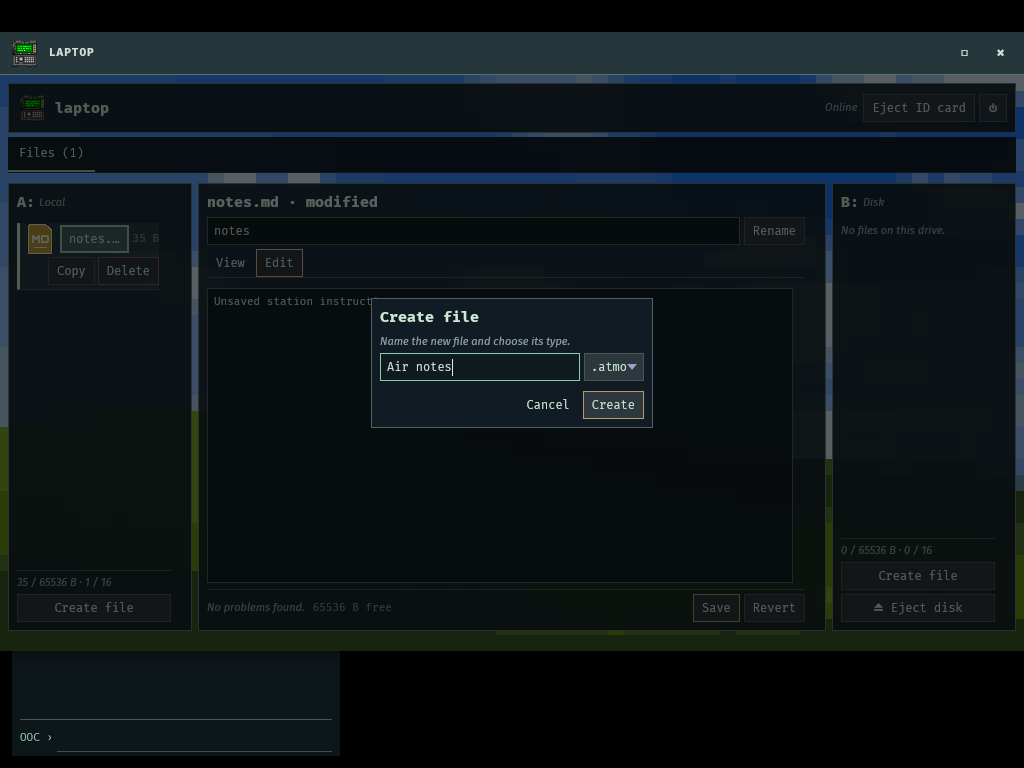 LAPTOP
laptop
Online
Eject ID card
Files (1)
A: Local
MD
notes.…
35 B
Copy
Delete
35 / 65536 B · 1 / 16
Create file
notes.md · modified
notes
Rename
View
Edit
Unsaved station instruct
No problems found. 65536 B free
Save
Revert
Create file
Name the new file and choose its type.
Air notes
.atmo
Cancel
Create
B: Disk
No files on this drive.
0 / 65536 B · 0 / 16
Create file
Eject disk
OOC ›